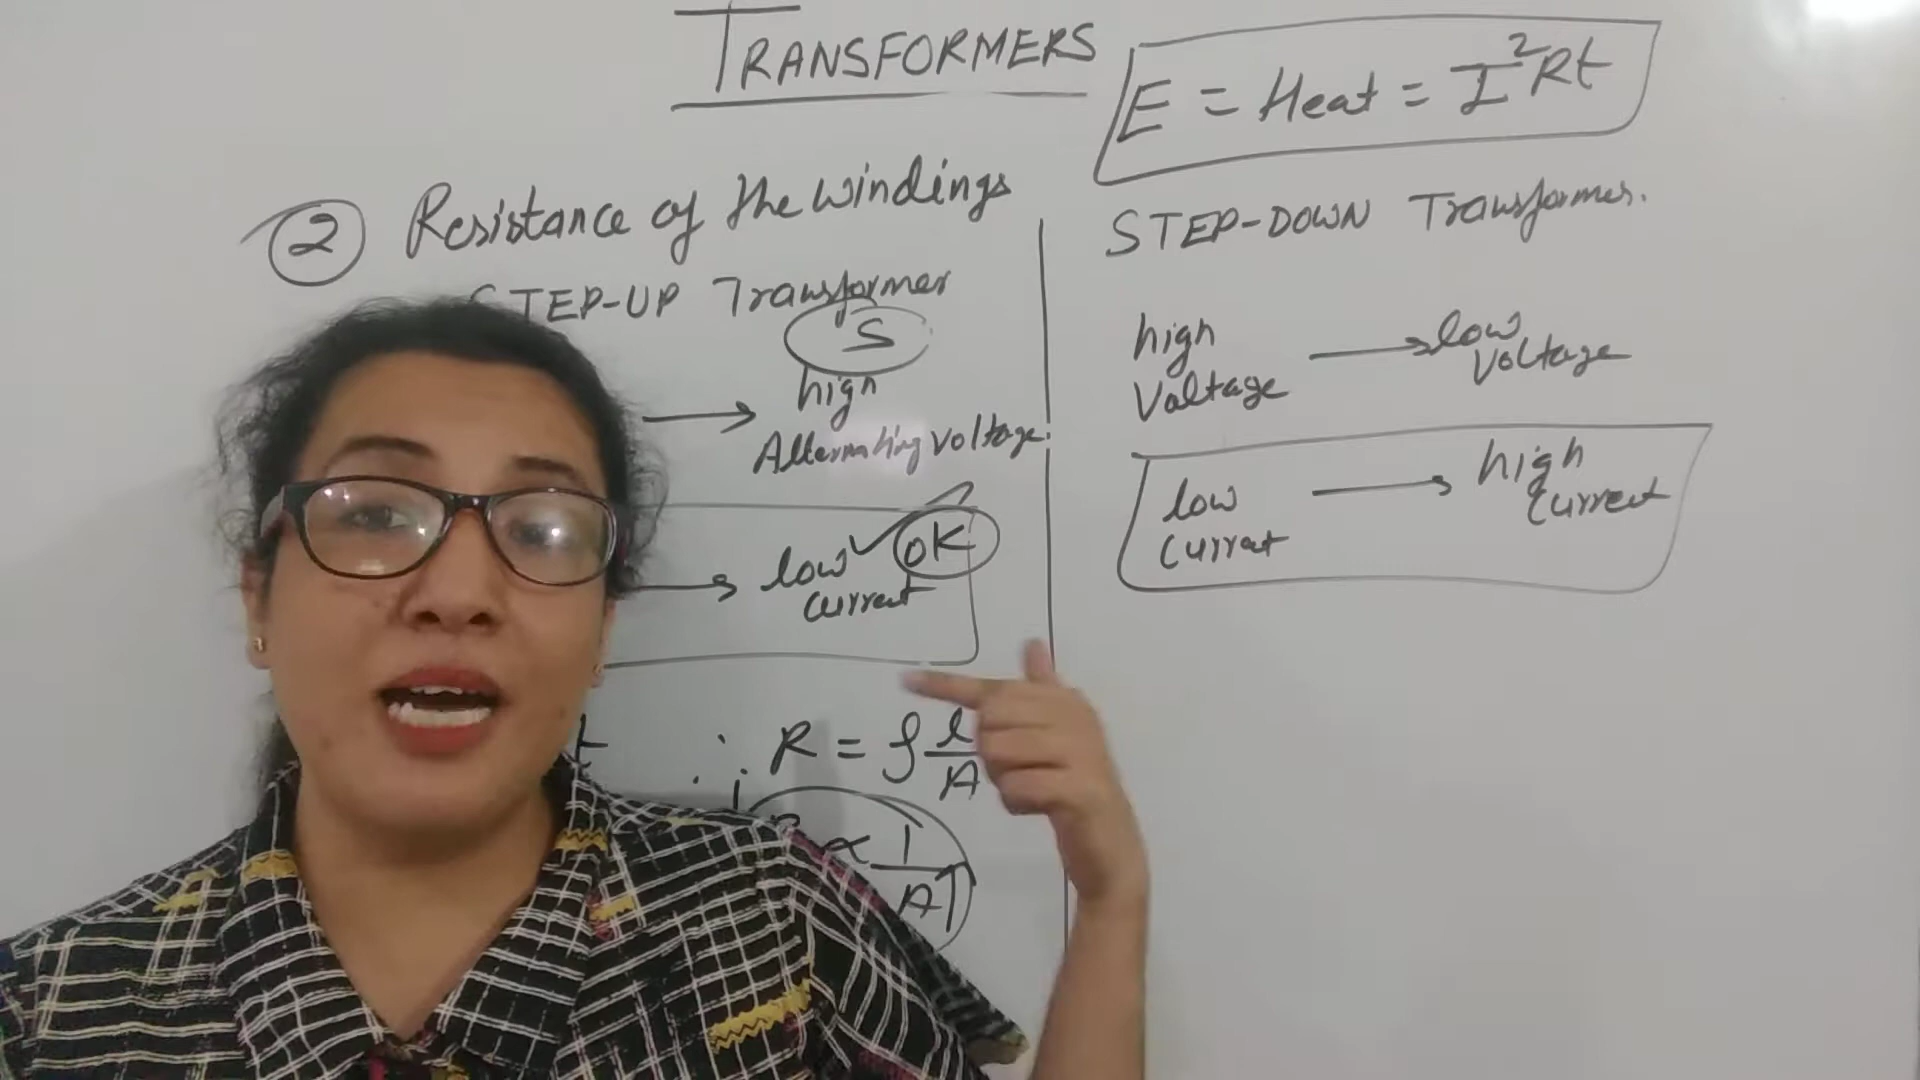 TRANSFORMERS
E = Heat = I²Rt
② Resistance of the windings
STEP-UP Transformer
S
→ high
Alternating voltage.
→ low ✓ OK
current
t ∴ R = ρ l/A
∝ 1/A↑
STEP-DOWN Transformer.
high Voltage → low Voltage
low Current → high Current